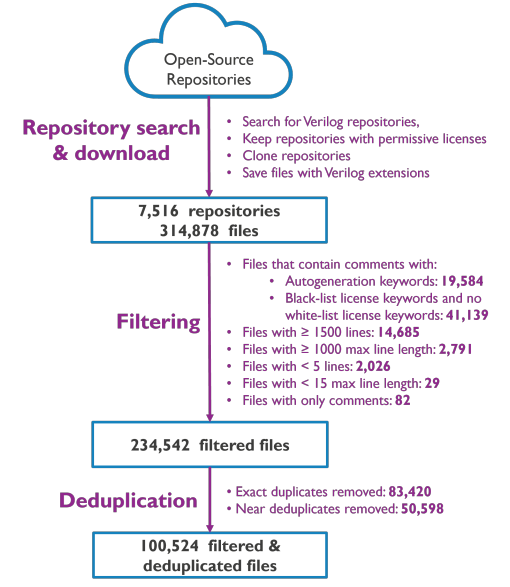 Open-Source
Repositories
Repository search
& download
• Search for Verilog repositories,
• Keep repositories with permissive licenses
• Clone repositories
• Save files with Verilog extensions
7,516 repositories
314,878 files
Filtering
• Files that contain comments with:
• Autogeneration keywords: 19,584
• Black-list license keywords and no
white-list license keywords: 41,139
• Files with ≥ 1500 lines: 14,685
• Files with ≥ 1000 max line length: 2,791
• Files with < 5 lines: 2,026
• Files with < 15 max line length: 29
• Files with only comments: 82
234,542 filtered files
Deduplication
• Exact duplicates removed: 83,420
• Near deduplicates removed: 50,598
100,524 filtered &
deduplicated files